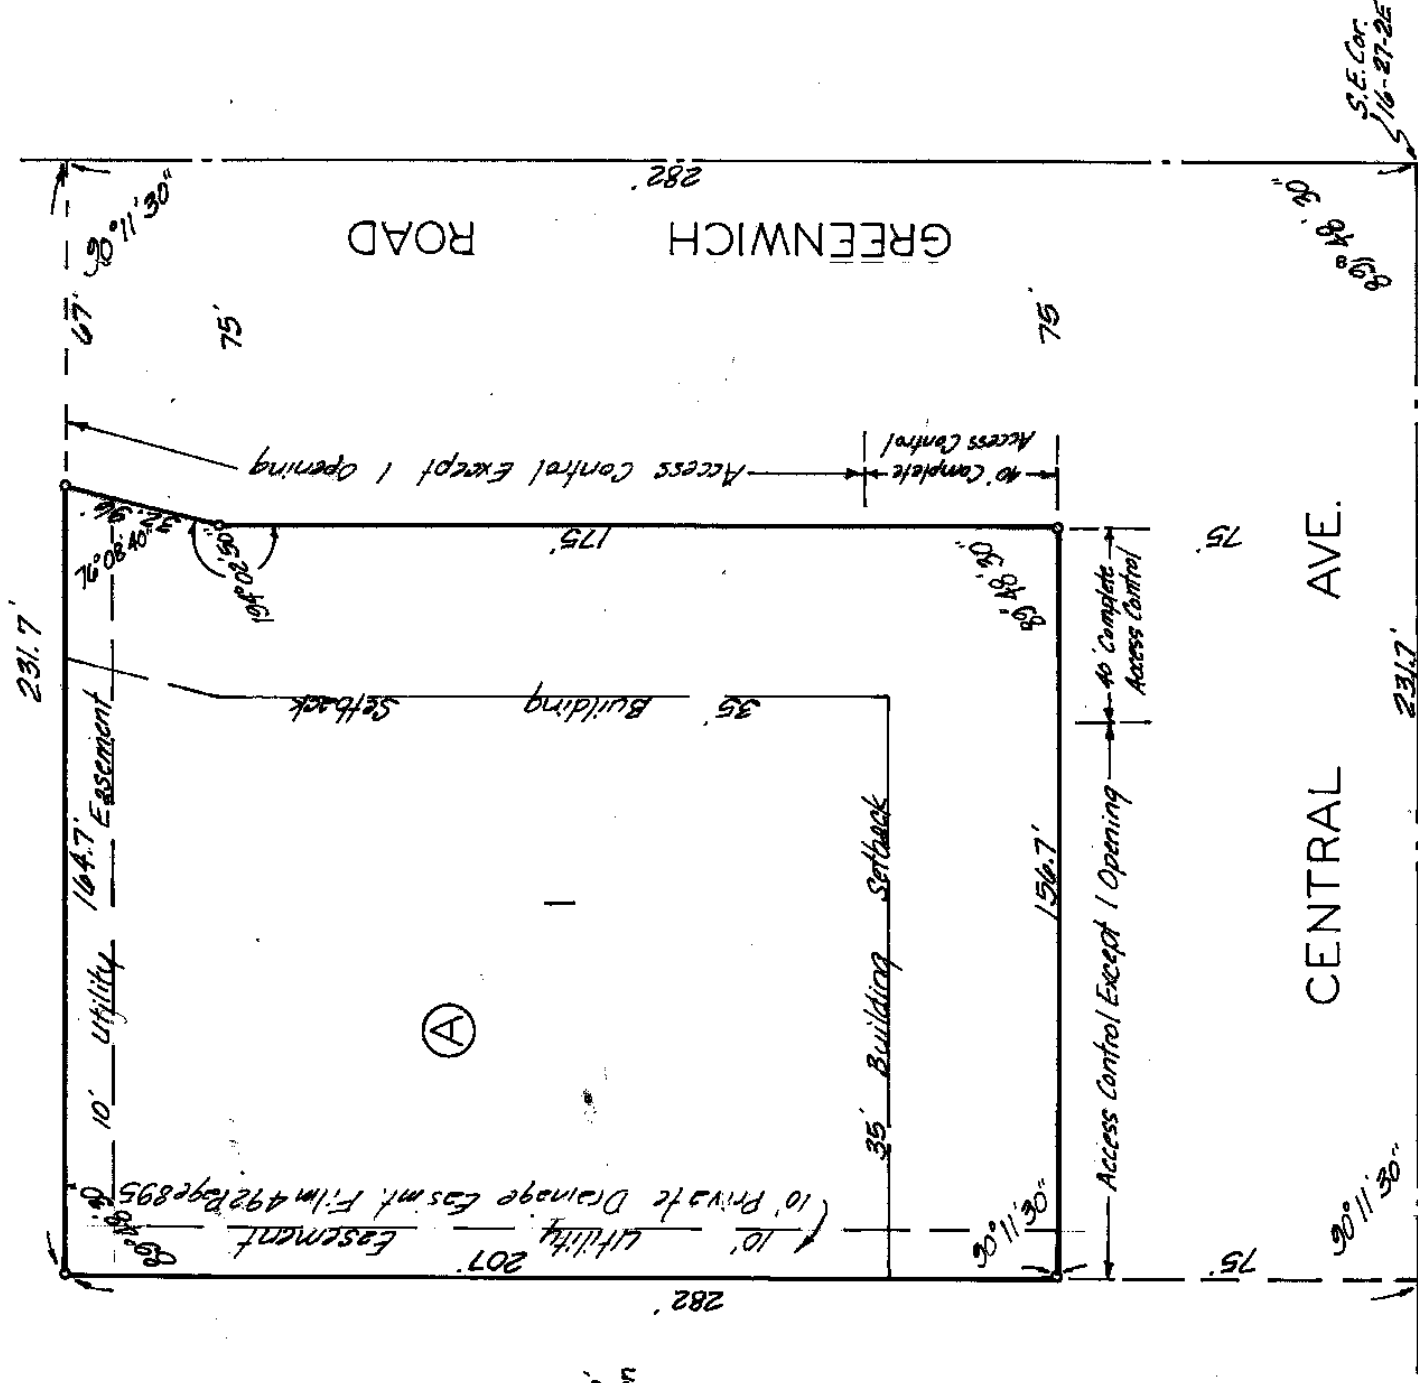 S.E. Cor.
16-27-2E
282'
90°11'30"
GREENWICH ROAD
89°48'30"
67'
75'
75'
Access Control Except 1 Opening
40' Complete
Access Control
32.96'
76°08'40"
194°02'50"
175'
89°48'30"
75'
40' Complete
Access Control
AVE.
231.7'
231.7'
35' Building Setback
164.7'
10' Utility Easement
1
A
35' Building Setback
156.7'
Access Control Except 1 Opening
CENTRAL
10' Private Drainage Easmt. Film 492 Page 895
10' Utility Easement
89°48'30"
207'
90°11'30"
75'
90°11'30"
282'